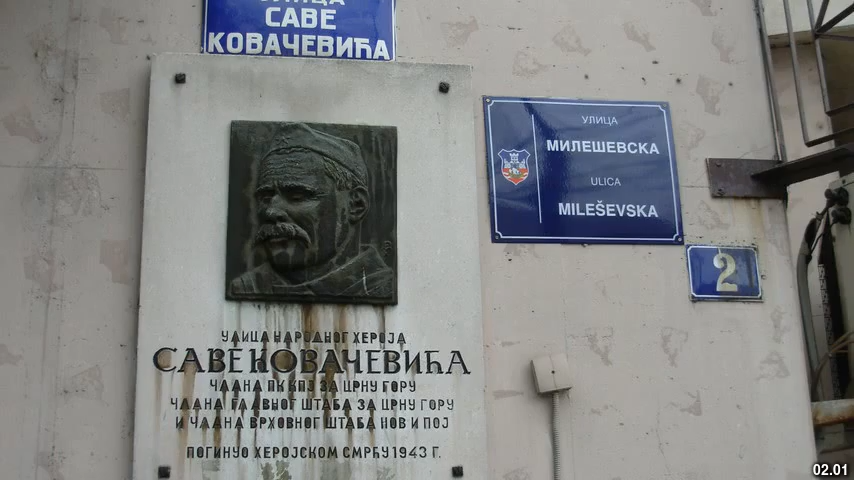 УЛИЦА
САВЕ
КОВАЧЕВИЋА
УЛИЦА
МИЛЕШЕВСКА
ULICA
MILEŠEVSKA
2
УЛИЦА НАРОДНОГ ХЕРОЈА
САВЕ КОВАЧЕВИЋА
ЧЛАНА ПК КПЈ ЗА ЦРНУ ГОРУ
ЧЛАНА ГЛАВНОГ ШТАБА ЗА ЦРНУ ГОРУ
И ЧЛАНА ВРХОВНОГ ШТАБА НОВ И ПОЈ
ПОГИНУО ХЕРОЈСКОМ СМРЋУ 1943 Г.
02.01